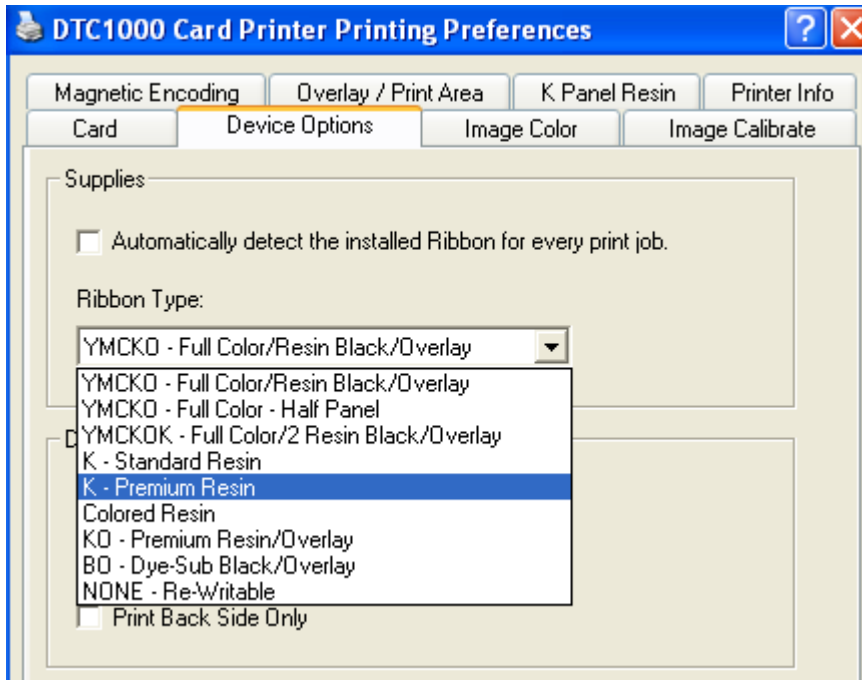 DTC1000 Card Printer Printing Preferences
Magnetic Encoding Overlay / Print Area K Panel Resin Printer Info
Card Device Options Image Color Image Calibrate
Supplies
Automatically detect the installed Ribbon for every print job.
Ribbon Type:
YMCKO - Full Color/Resin Black/Overlay
YMCKO - Full Color/Resin Black/Overlay
YMCKO - Full Color - Half Panel
YMCKOK - Full Color/2 Resin Black/Overlay
K - Standard Resin
K - Premium Resin
Colored Resin
KO - Premium Resin/Overlay
BO - Dye-Sub Black/Overlay
NONE - Re-Writable
Print Back Side Only